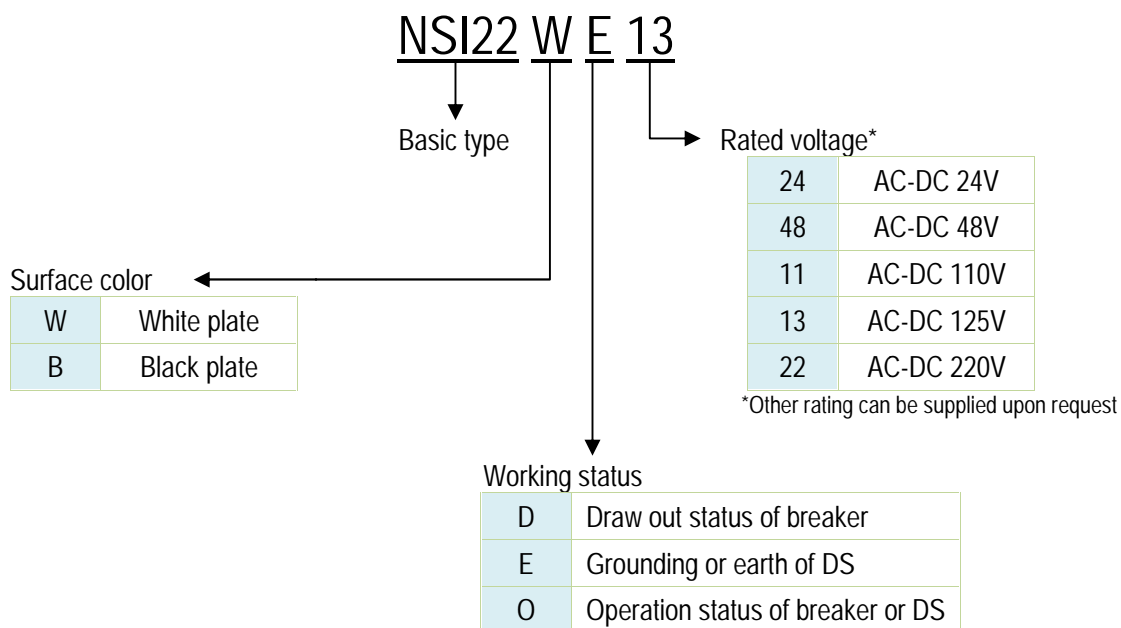 NSI22 W E 13
Basic type
Rated voltage*
24 AC-DC 24V
48 AC-DC 48V
11 AC-DC 110V
13 AC-DC 125V
22 AC-DC 220V
*Other rating can be supplied upon request
Surface color
W White plate
B Black plate
Working status
D Draw out status of breaker
E Grounding or earth of DS
O Operation status of breaker or DS